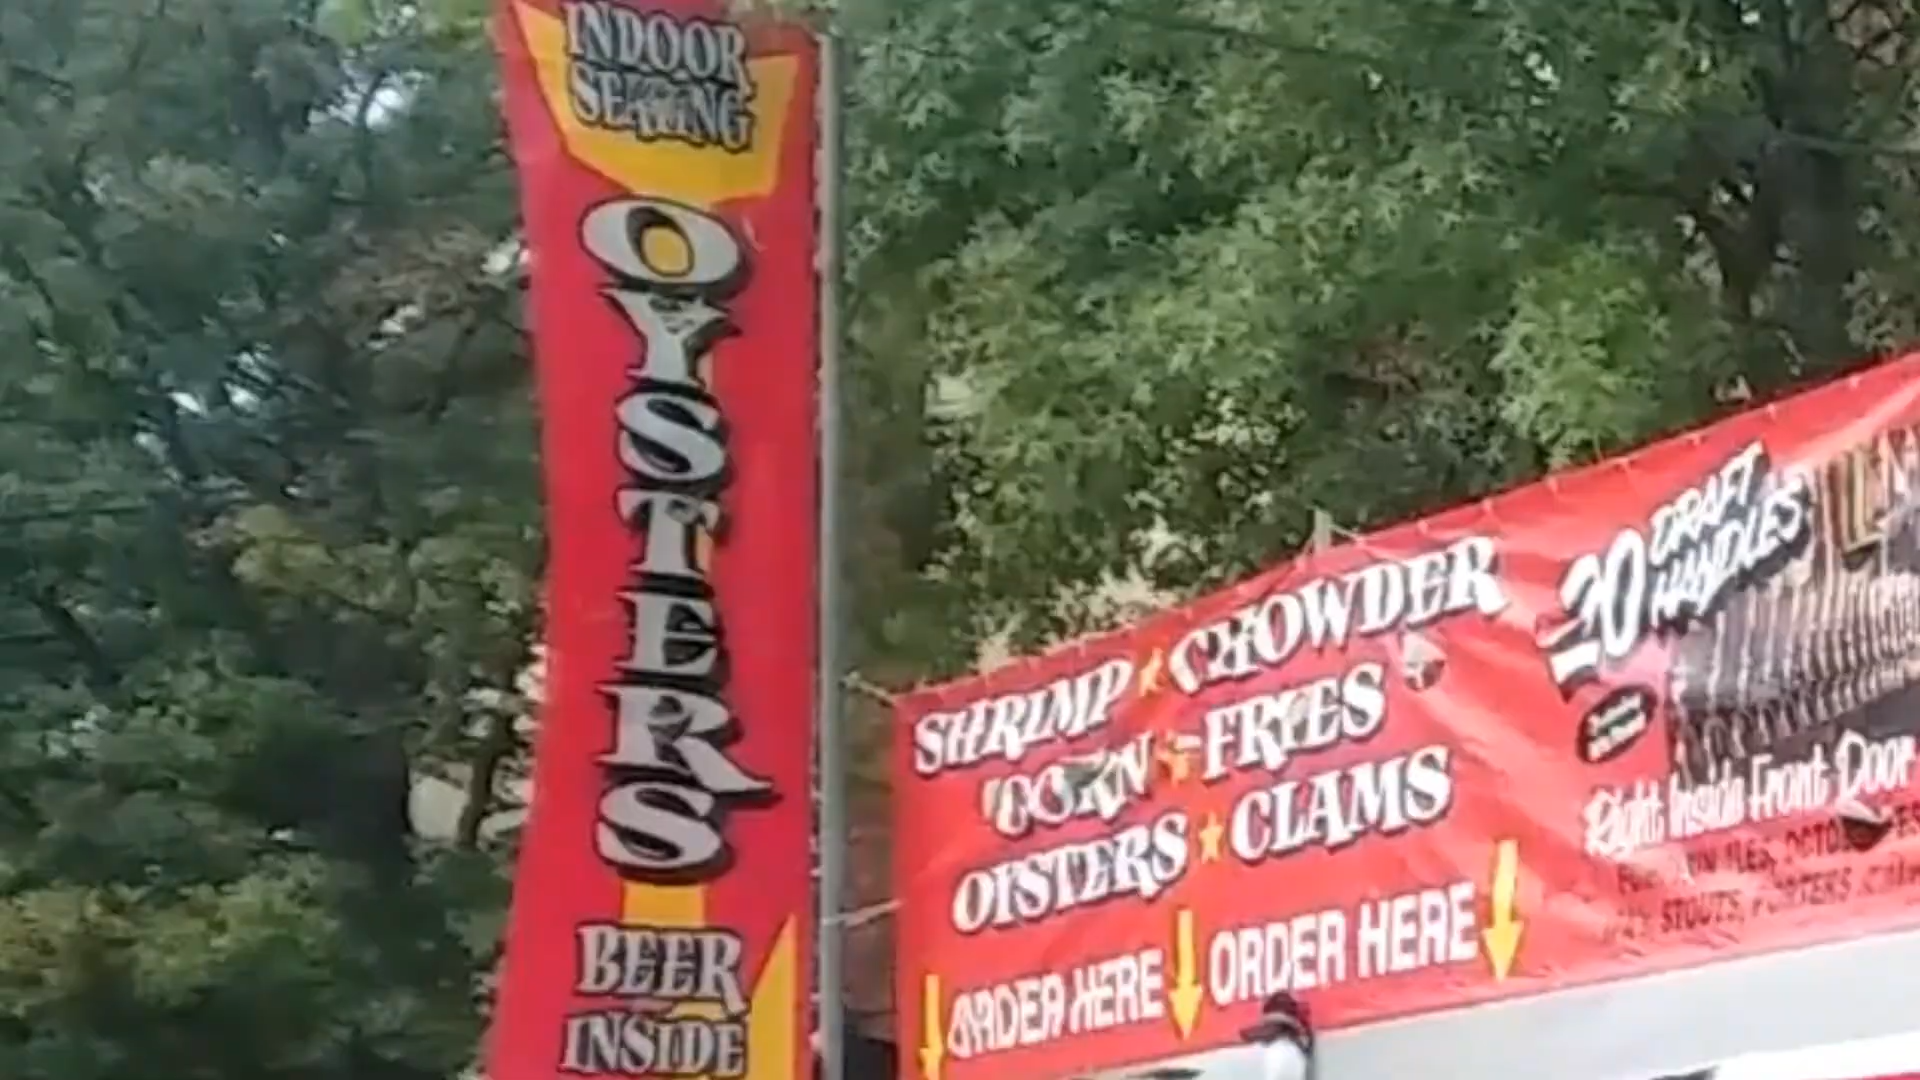 INDOOR
SEATING
OYSTERS
BEER
INSIDE
SHRIMP CHOWDER
CORN FRIES
OYSTERS CLAMS
ORDER HERE ORDER HERE
20 DRAFT
HANDLES
Right Inside Front Door
STOUTS, PORTERS